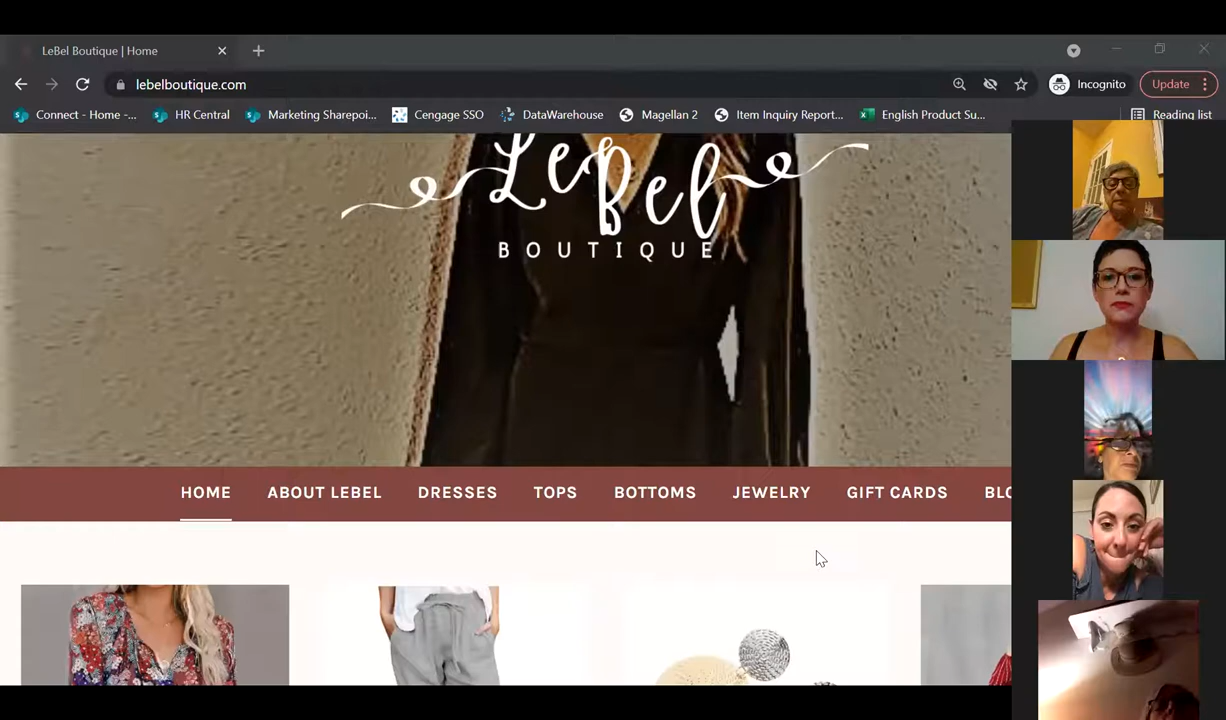 LeBel Boutique | Home
lebelboutique.com
Incognito
Update
Connect - Home -...
HR Central
Marketing Sharepoi...
Cengage SSO
DataWarehouse
Magellan 2
Item Inquiry Report...
English Product Su...
Reading list
LeBel
BOUTIQUE
HOME
ABOUT LEBEL
DRESSES
TOPS
BOTTOMS
JEWELRY
GIFT CARDS
BLO